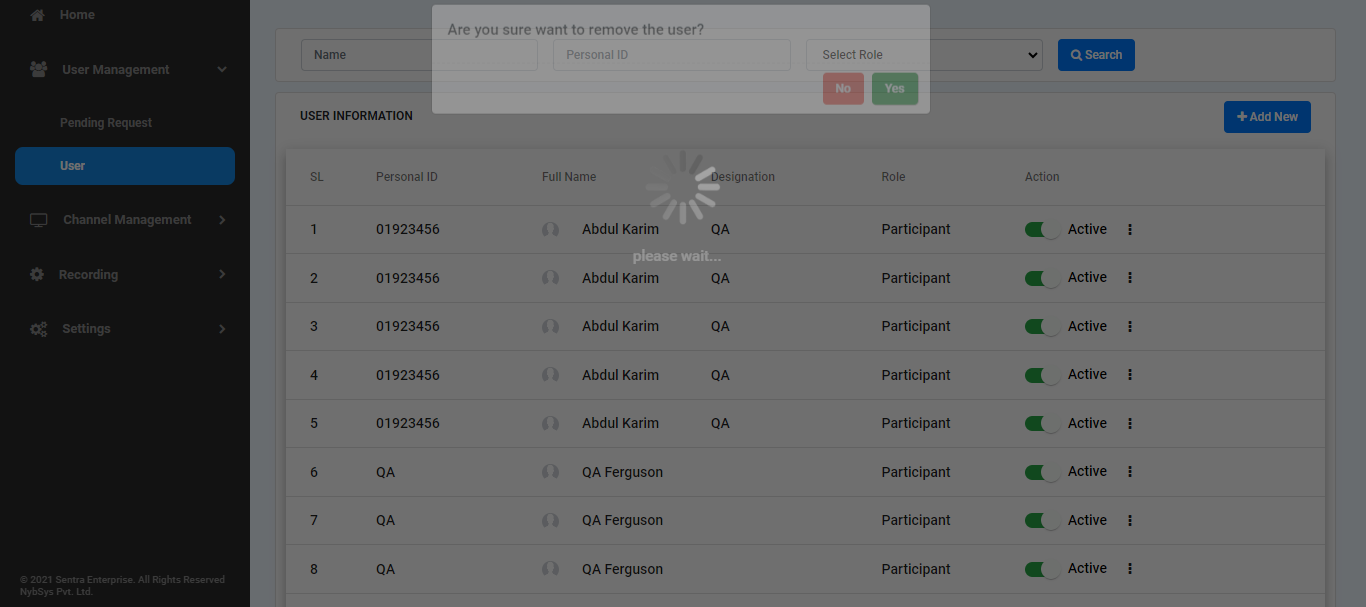 Home
User Management
Pending Request
User
Channel Management
Recording
Settings
© 2021 Sentra Enterprise. All Rights Reserved
NybSys Pvt. Ltd.
Are you sure want to remove the user?
No Yes
Name Personal ID Select Role Search
USER INFORMATION Add New
please wait...
SL Personal ID Full Name Designation Role Action
1 01923456 Abdul Karim QA Participant Active
2 01923456 Abdul Karim QA Participant Active
3 01923456 Abdul Karim QA Participant Active
4 01923456 Abdul Karim QA Participant Active
5 01923456 Abdul Karim QA Participant Active
6 QA QA Ferguson Participant Active
7 QA QA Ferguson Participant Active
8 QA QA Ferguson Participant Active